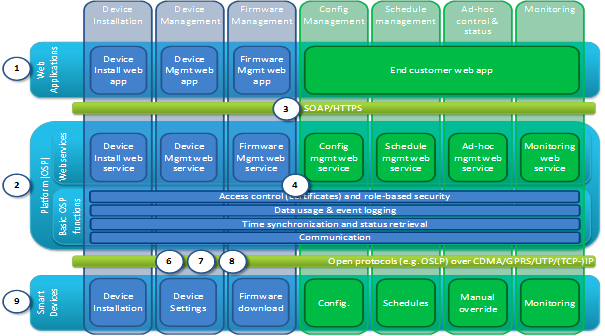 Device Installation
Device Management
Firmware Management
Config Management
Schedule management
Ad-hoc control & status
Monitoring
1
Web Applications
Device Install web app
Device Mgmt web app
Firmware Mgmt web app
End customer web app
3
SOAP/HTTPS
2
Platform (OSP)
Web services
Device Install web service
Device Mgmt web service
Firmware Mgmt web service
Config mgmt web service
Schedule mgmt web service
Ad-hoc mgmt web service
Monitoring web service
4
Basic OSP functions
Access control (certificates) and role-based security
Data usage & event logging
Time synchronization and status retrieval
Communication
6
7
8
Open protocols (e.g. OSLP) over CDMA/GPRS/UTP/(TCP-)IP
9
Smart Devices
Device Installation
Device Settings
Firmware download
Config.
Schedules
Manual override
Monitoring